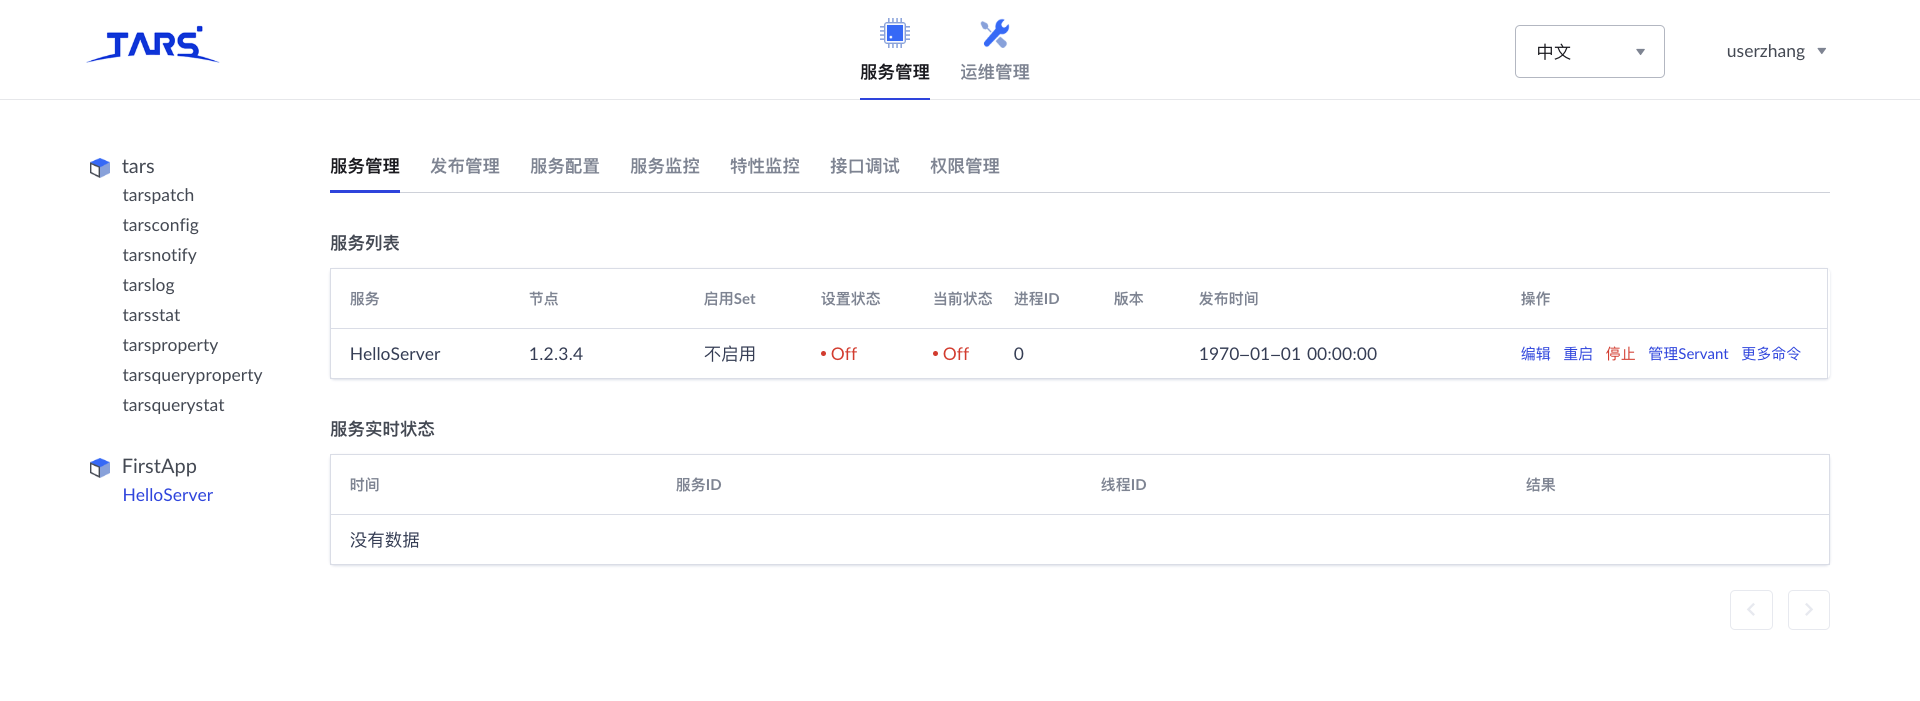 TARS
服务管理 运维管理
中文
userzhang
tars
tarspatch
tarsconfig
tarsnotify
tarslog
tarsstat
tarsproperty
tarsqueryproperty
tarsquerystat
FirstApp
HelloServer
服务管理 发布管理 服务配置 服务监控 特性监控 接口调试 权限管理
服务列表
服务 节点 启用Set 设置状态 当前状态 进程ID 版本 发布时间 操作
HelloServer 1.2.3.4 不启用 • Off • Off 0 1970-01-01 00:00:00 编辑 重启 停止 管理Servant 更多命令
服务实时状态
时间 服务ID 线程ID 结果
没有数据